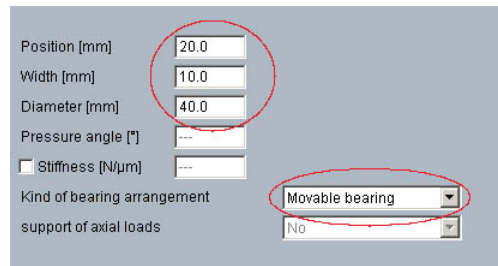 Position [mm] 20.0
Width [mm] 10.0
Diameter [mm] 40.0
Pressure angle [°] ---
Stiffness [N/µm] ---
Kind of bearing arrangement Movable bearing
support of axial loads No